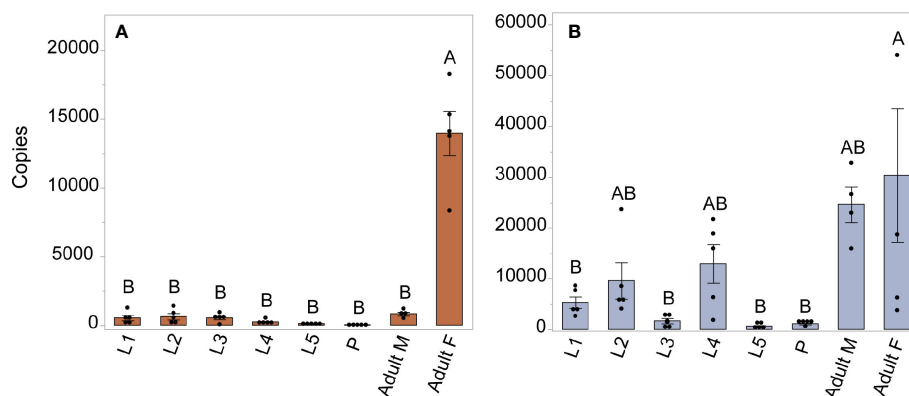 A
Copies
20000
15000
10000
5000
0
B B B B B B B A
L1 L2 L3 L4 L5 P Adult M Adult F
B
60000
50000
40000
30000
20000
10000
0
B AB B AB B B AB A
L1 L2 L3 L4 L5 P Adult M Adult F